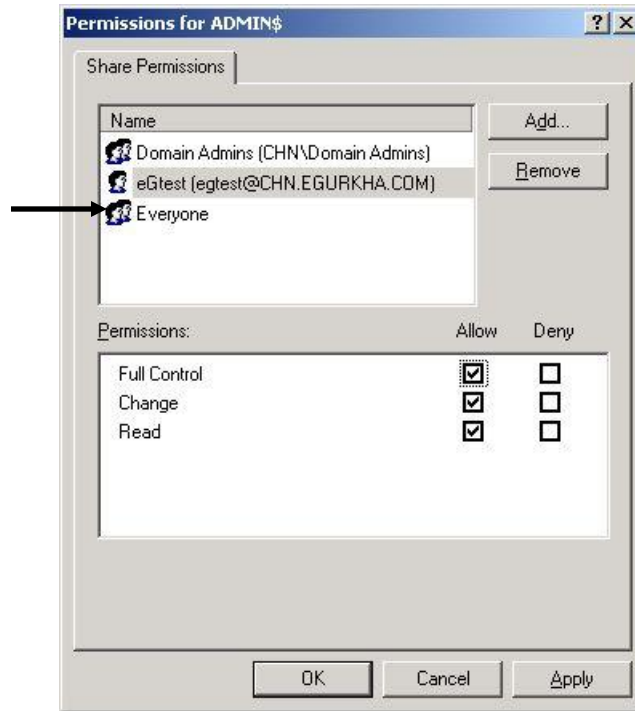 Permissions for ADMIN$
Share Permissions
Name
Domain Admins (CHN\Domain Admins)
eGtest (egtest@CHN.EGURKHA.COM)
Everyone
Add...
Remove
Permissions: Allow Deny
Full Control
Change
Read
OK Cancel Apply